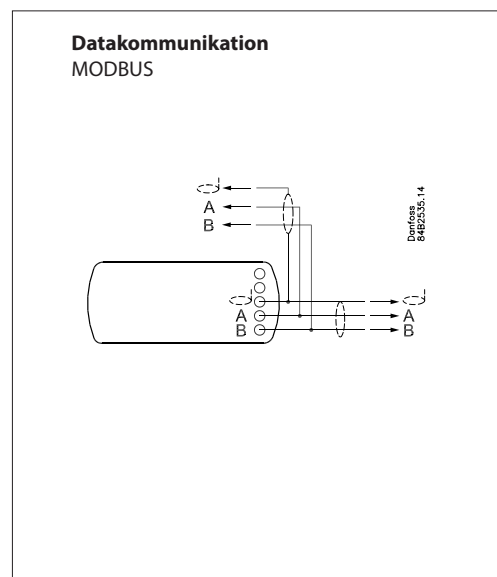 Datakommunikation
MODBUS
A
B
Danfoss
84B2535.14
A
B
A
B